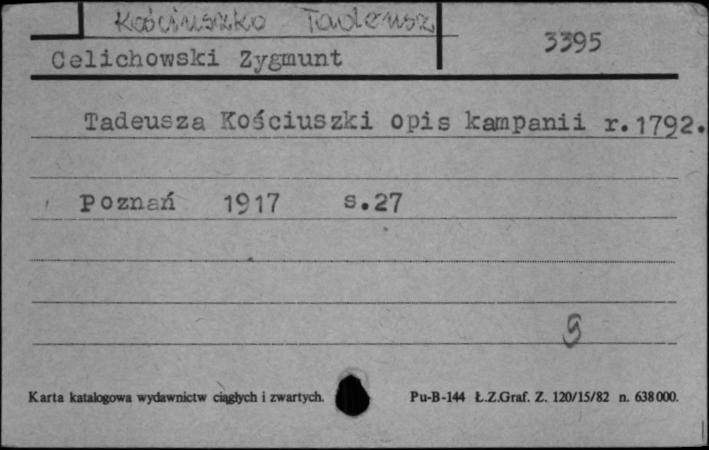 Kościuszko Tadeusz
3395
Celichowski Zygmunt
Tadeusza Kościuszki opis kampanii r.1792.
Poznań 1917 s.27
g
Karta katalogowa wydawnictw ciągłych i zwartych. Pu-B-144 Ł.Z.Graf. Z. 120/15/82 n. 638000.